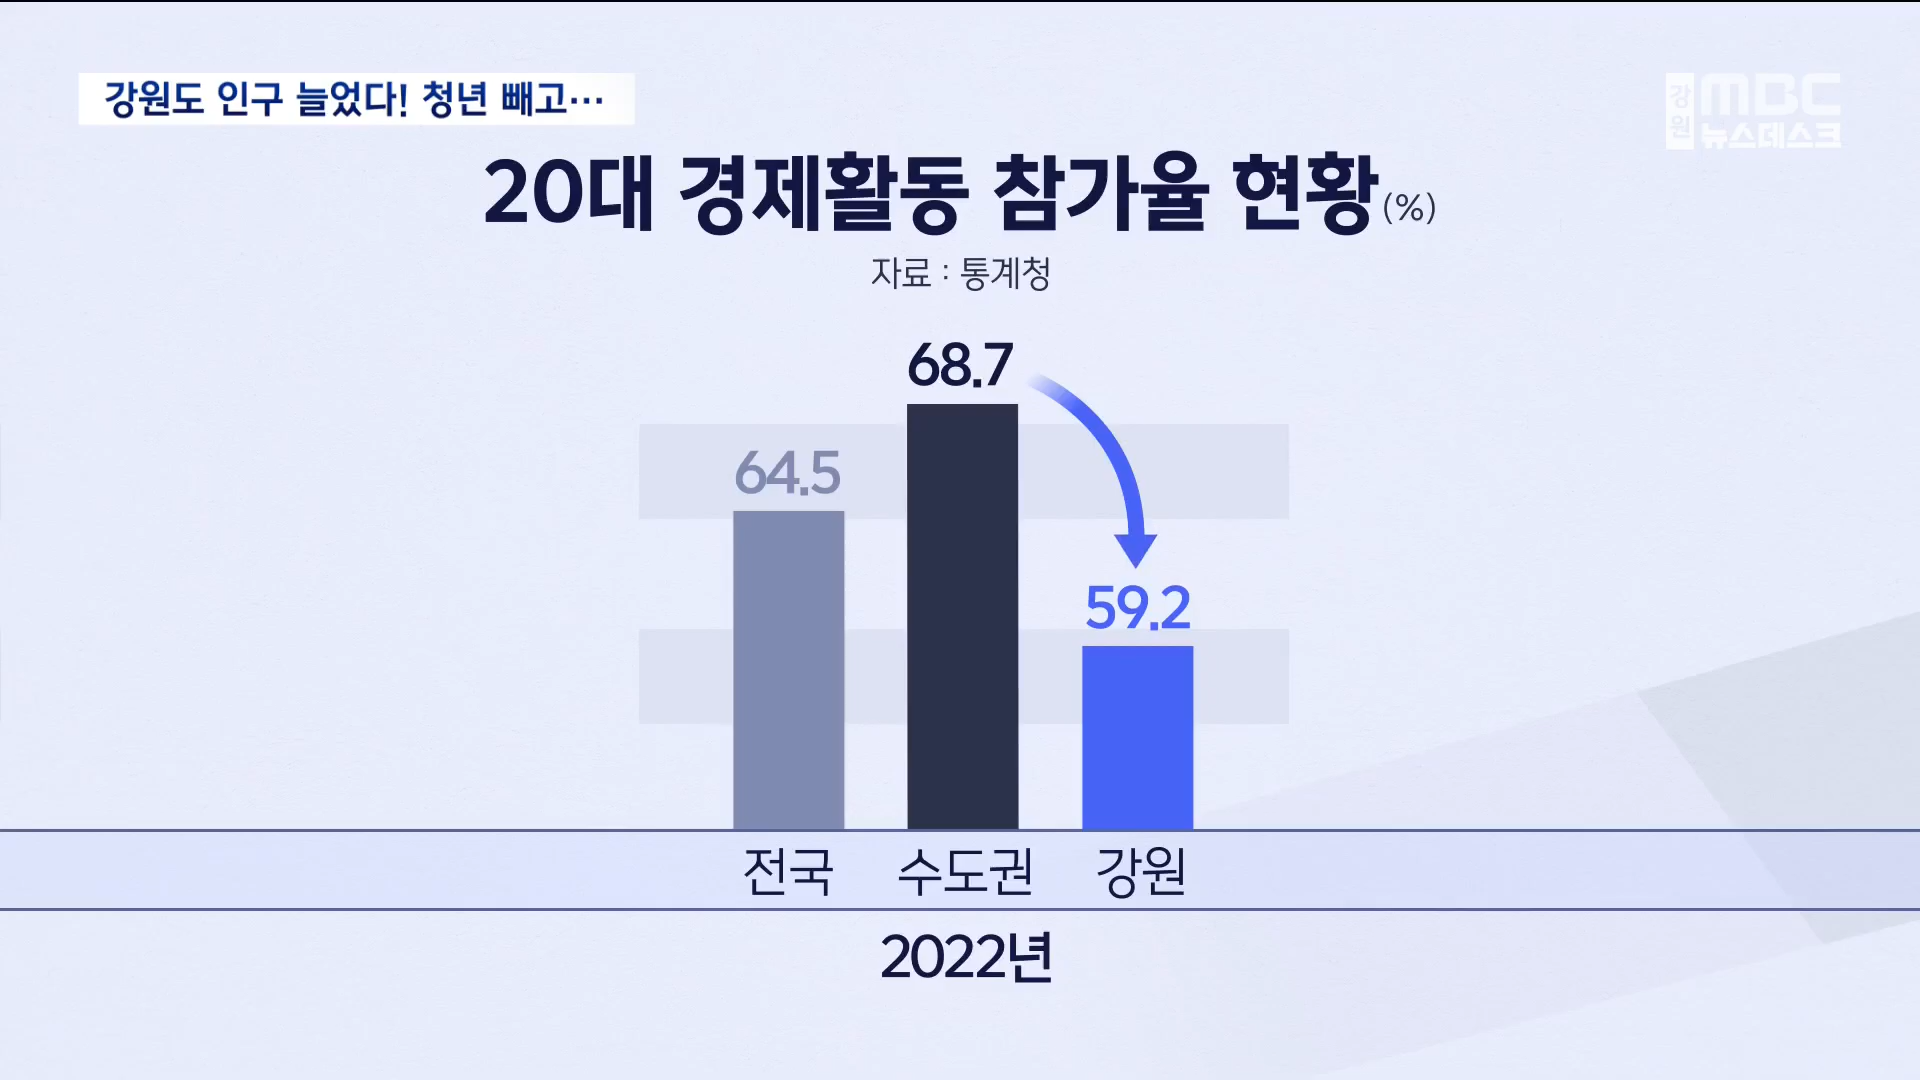 강원도 인구 늘었다! 청년 빼고…
강원
MBC
뉴스데스크
20대 경제활동 참가율 현황(%)
자료 : 통계청
64.5
68.7
59.2
전국
수도권
강원
2022년